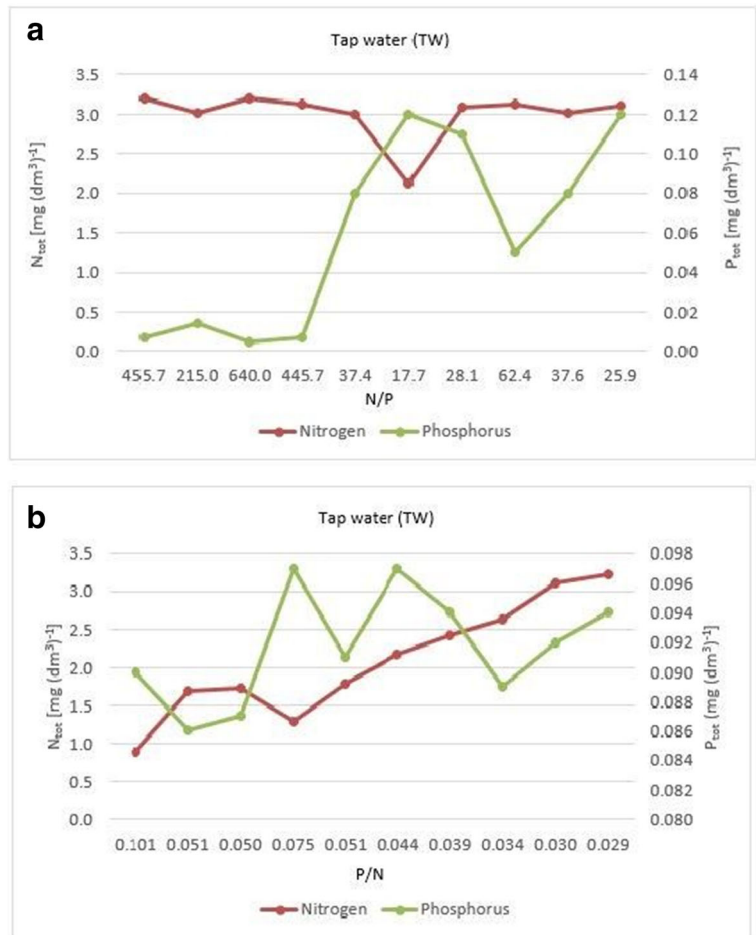 a
Tap water (TW)
3.5 0.14
3.0 0.12
2.5 0.10
2.0 0.08
1.5 0.06
1.0 0.04
0.5 0.02
0.0 0.00
Ntot [mg (dm³)⁻¹]
Ptot [mg (dm³)⁻¹]
455.7 215.0 640.0 445.7 37.4 17.7 28.1 62.4 37.6 25.9
N/P
Nitrogen Phosphorus
b
Tap water (TW)
3.5 0.098
3.0 0.096
2.5 0.094
2.0 0.092
1.5 0.090
1.0 0.088
0.5 0.086
0.0 0.084
0.082
0.080
Ntot [mg (dm³)⁻¹]
Ptot (mg (dm³)⁻¹]
0.101 0.051 0.050 0.075 0.051 0.044 0.039 0.034 0.030 0.029
P/N
Nitrogen Phosphorus